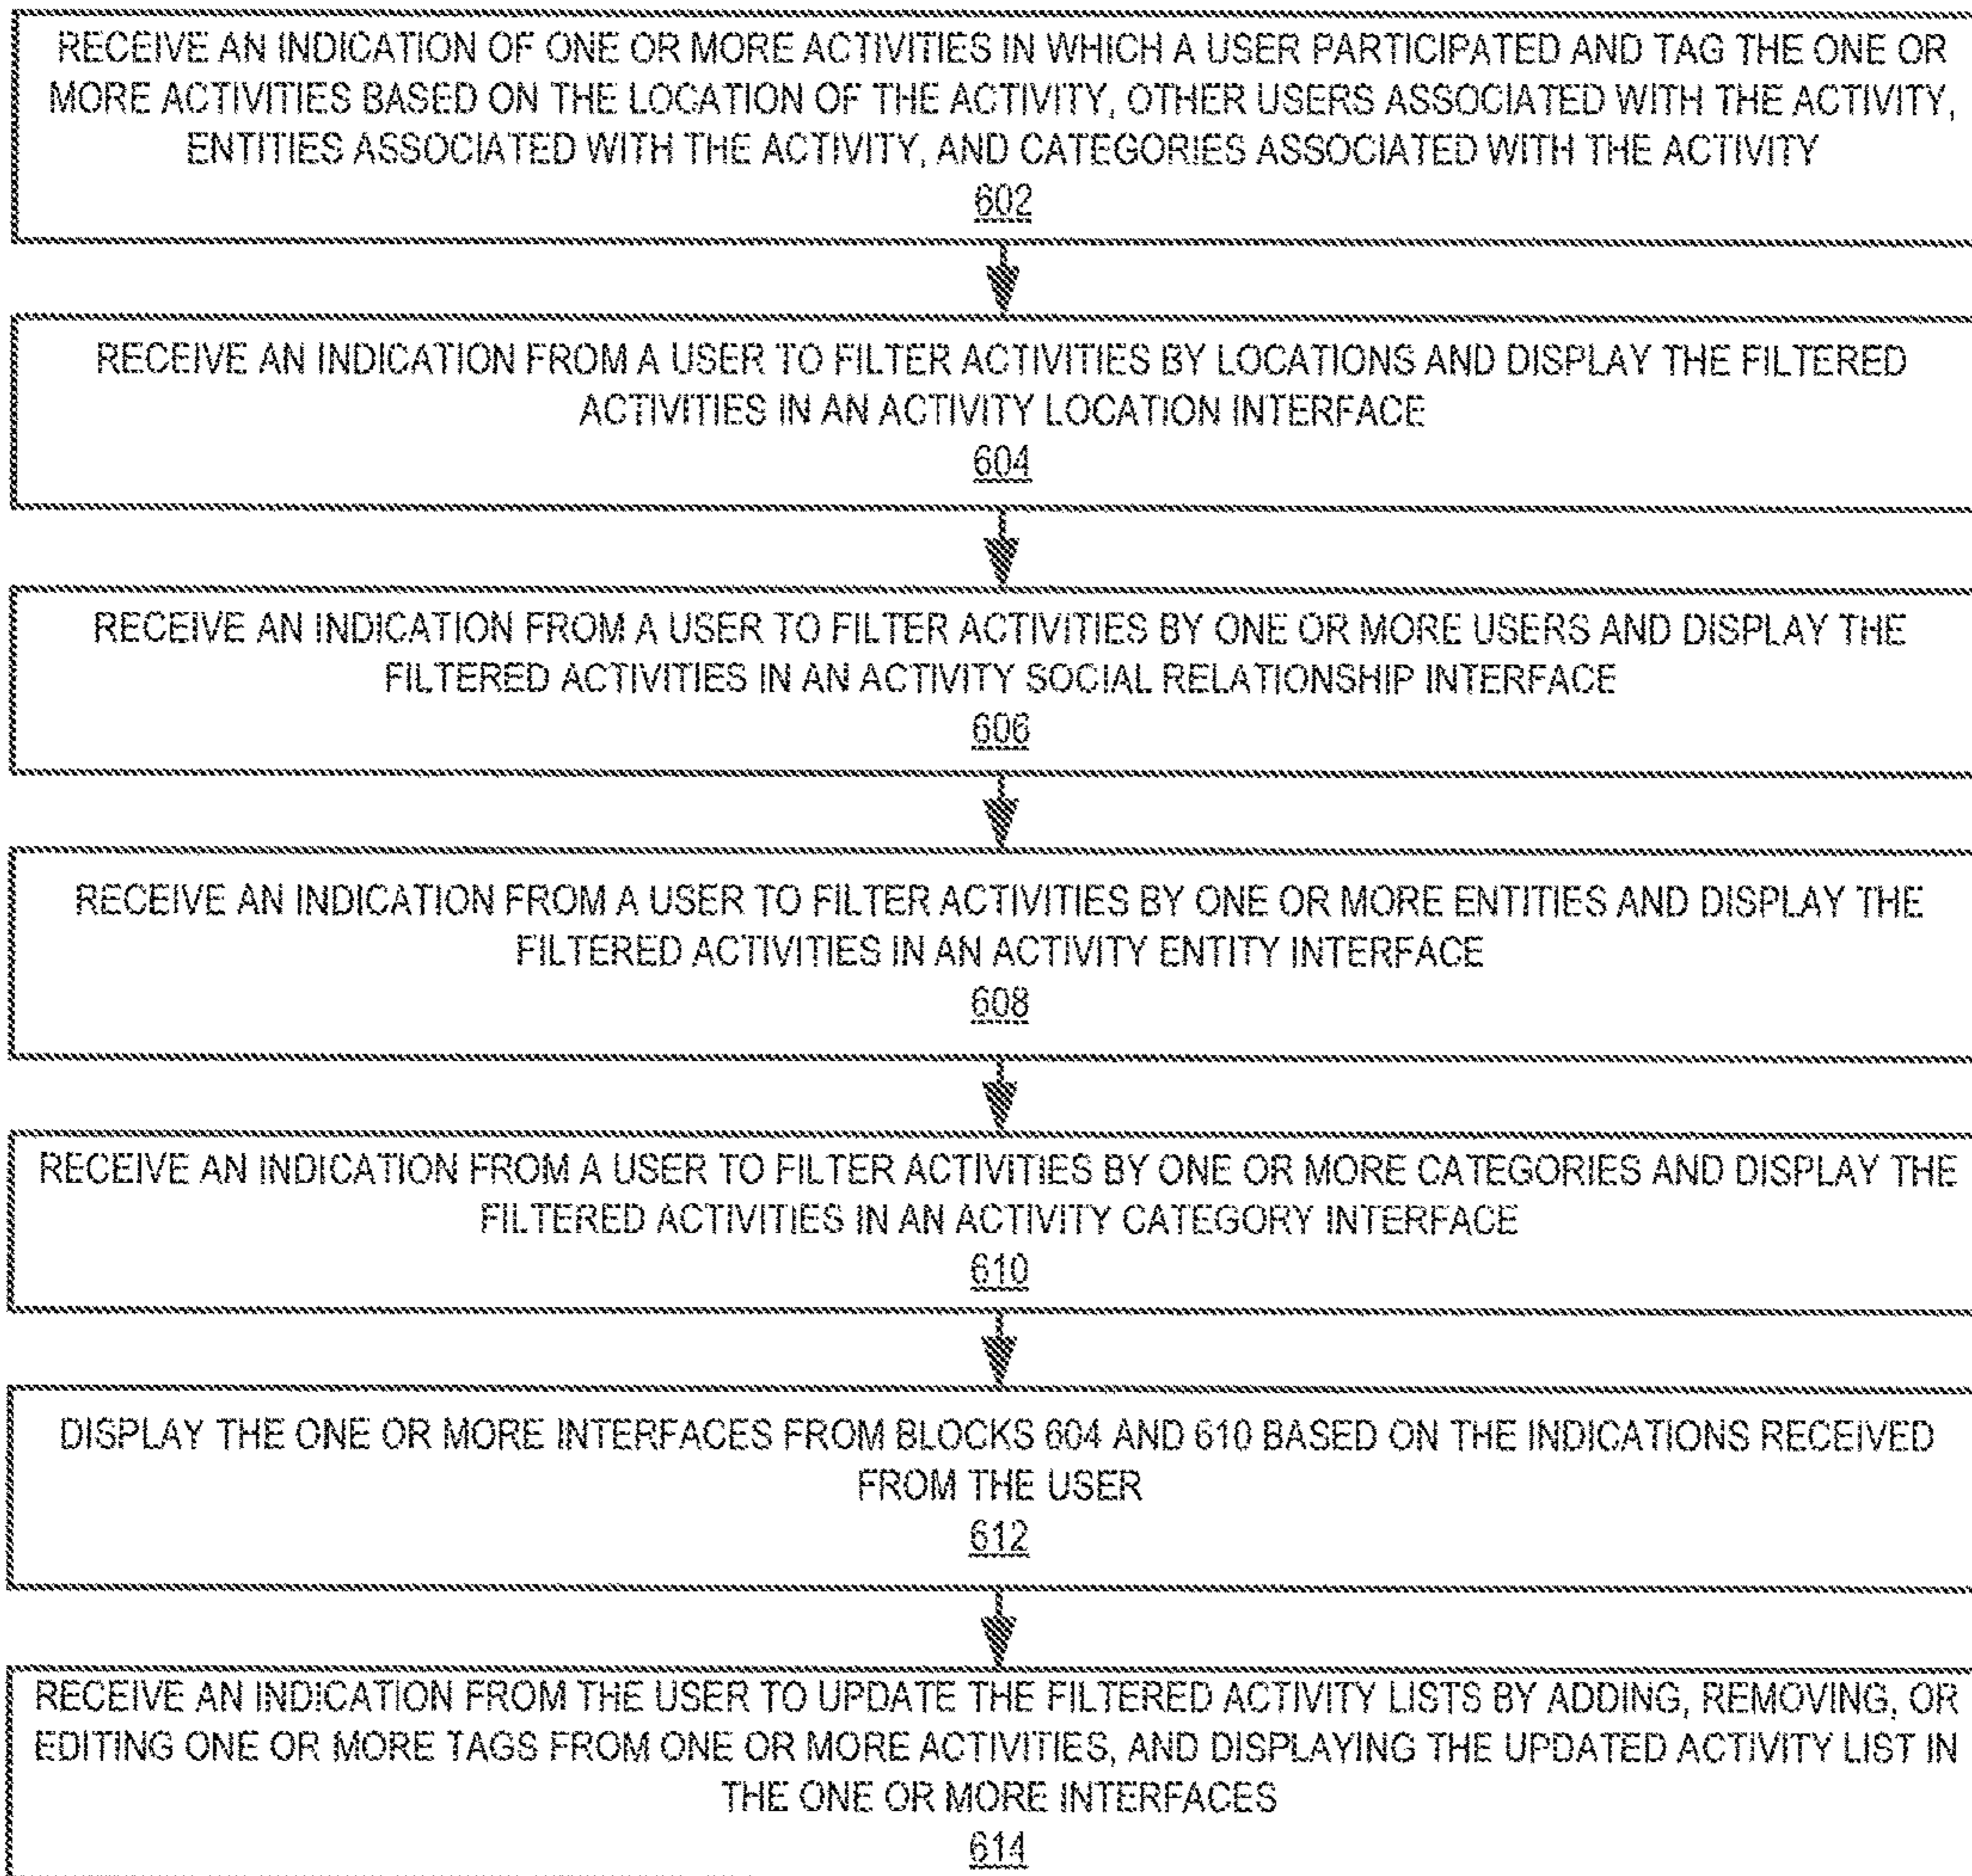 RECEIVE AN INDICATION OF ONE OR MORE ACTIVITIES IN WHICH A USER PARTICIPATED AND TAG THE ONE OR
MORE ACTIVITIES BASED ON THE LOCATION OF THE ACTIVITY, OTHER USERS ASSOCIATED WITH THE ACTIVITY,
ENTITIES ASSOCIATED WITH THE ACTIVITY, AND CATEGORIES ASSOCIATED WITH THE ACTIVITY
602
RECEIVE AN INDICATION FROM A USER TO FILTER ACTIVITIES BY LOCATIONS AND DISPLAY THE FILTERED
ACTIVITIES IN AN ACTIVITY LOCATION INTERFACE
604
RECEIVE AN INDICATION FROM A USER TO FILTER ACTIVITIES BY ONE OR MORE USERS AND DISPLAY THE
FILTERED ACTIVITIES IN AN ACTIVITY SOCIAL RELATIONSHIP INTERFACE
606
RECEIVE AN INDICATION FROM A USER TO FILTER ACTIVITIES BY ONE OR MORE ENTITIES AND DISPLAY THE
FILTERED ACTIVITIES IN AN ACTIVITY ENTITY INTERFACE
608
RECEIVE AN INDICATION FROM A USER TO FILTER ACTIVITIES BY ONE OR MORE CATEGORIES AND DISPLAY THE
FILTERED ACTIVITIES IN AN ACTIVITY CATEGORY INTERFACE
610
DISPLAY THE ONE OR MORE INTERFACES FROM BLOCKS 604 AND 610 BASED ON THE INDICATIONS RECEIVED
FROM THE USER
612
RECEIVE AN INDICATION FROM THE USER TO UPDATE THE FILTERED ACTIVITY LISTS BY ADDING, REMOVING, OR
EDITING ONE OR MORE TAGS FROM ONE OR MORE ACTIVITIES, AND DISPLAYING THE UPDATED ACTIVITY LIST IN
THE ONE OR MORE INTERFACES
614